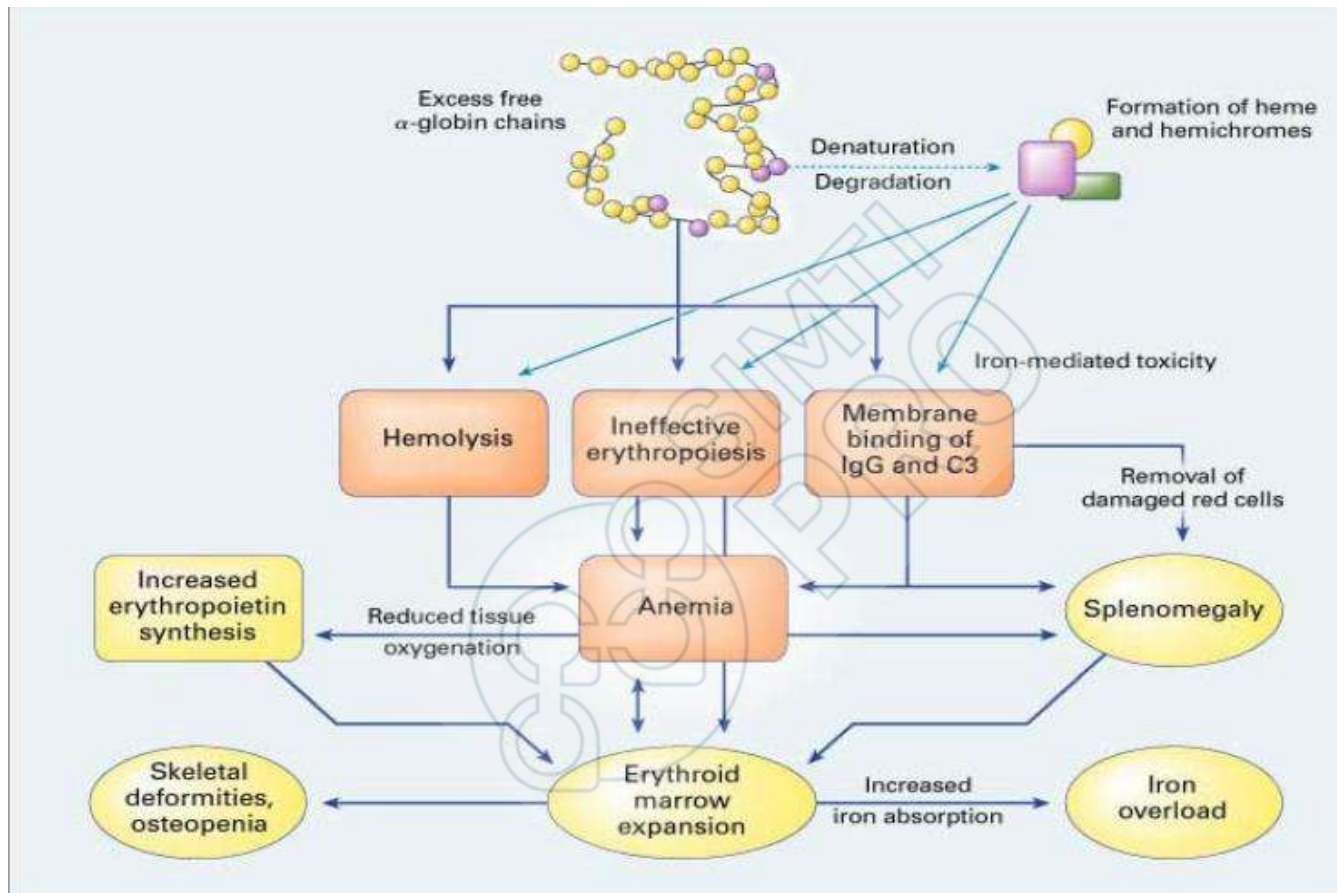 Excess free
α-globin chains
Formation of heme
and hemichromes
Denaturation
Degradation
Iron-mediated toxicity
Hemolysis
Ineffective
erythropoiesis
Membrane
binding of
IgG and C3
Removal of
damaged red cells
Increased
erythropoietin
synthesis
Reduced tissue
oxygenation
Anemia
Splenomegaly
Skeletal
deformities,
osteopenia
Erythroid
marrow
expansion
Increased
iron absorption
Iron
overload
SIMTI
PRO